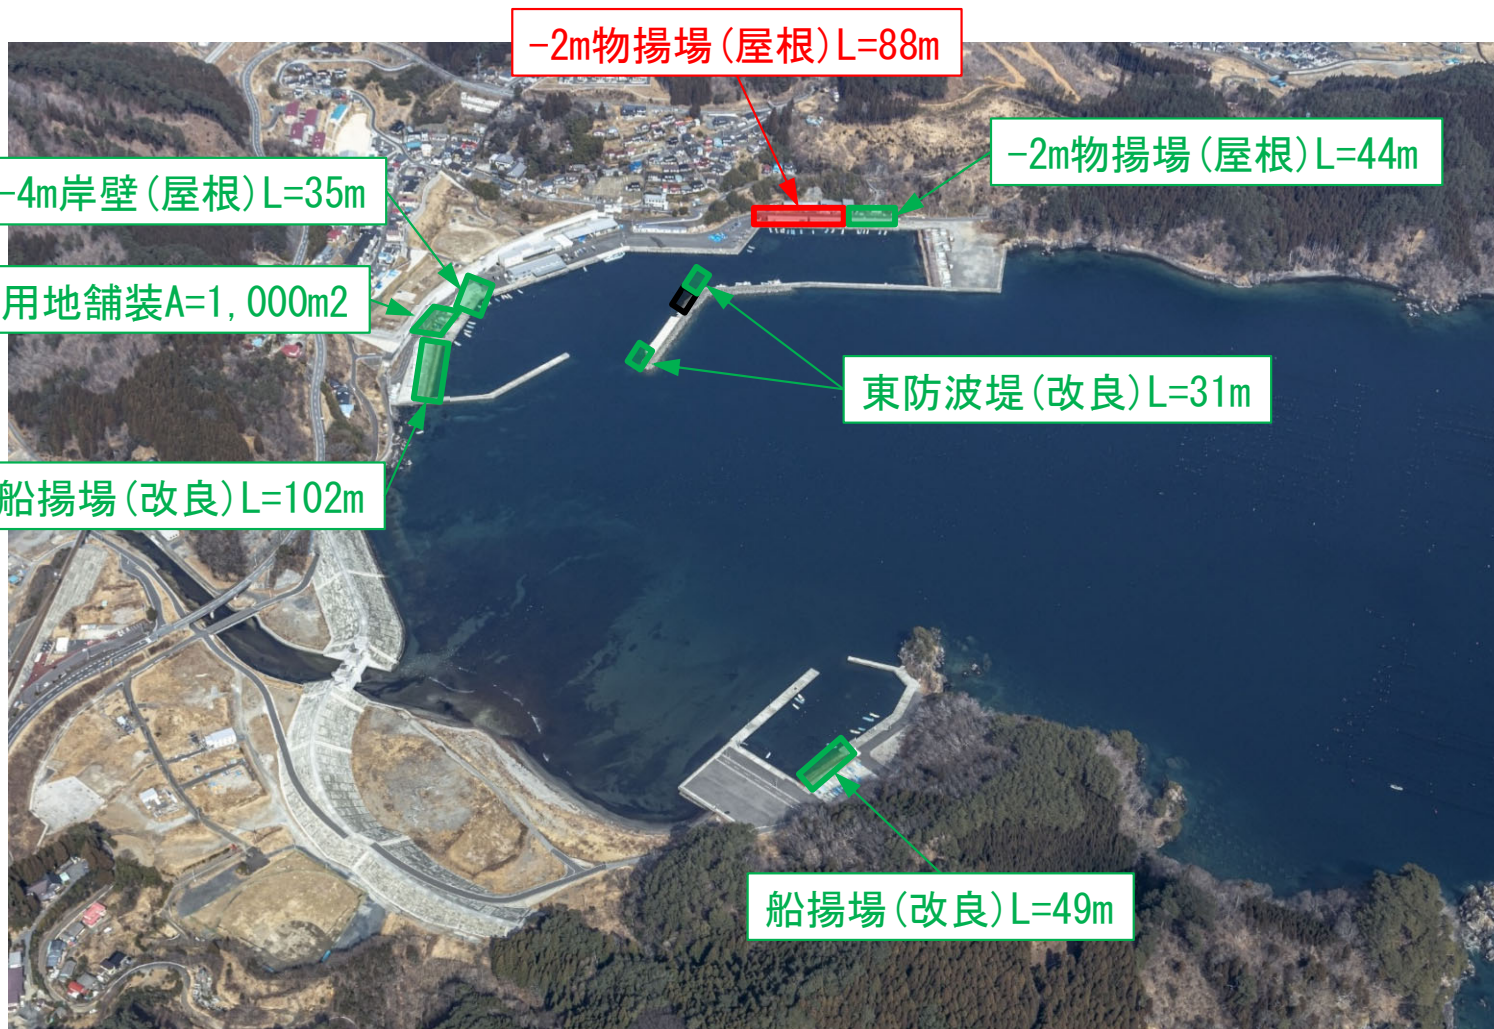 -2m物揚場(屋根)L=88m
-2m物揚場(屋根)L=44m
-4m岸壁(屋根)L=35m
用地舗装A=1,000m2
東防波堤(改良)L=31m
船揚場(改良)L=102m
船揚場(改良)L=49m